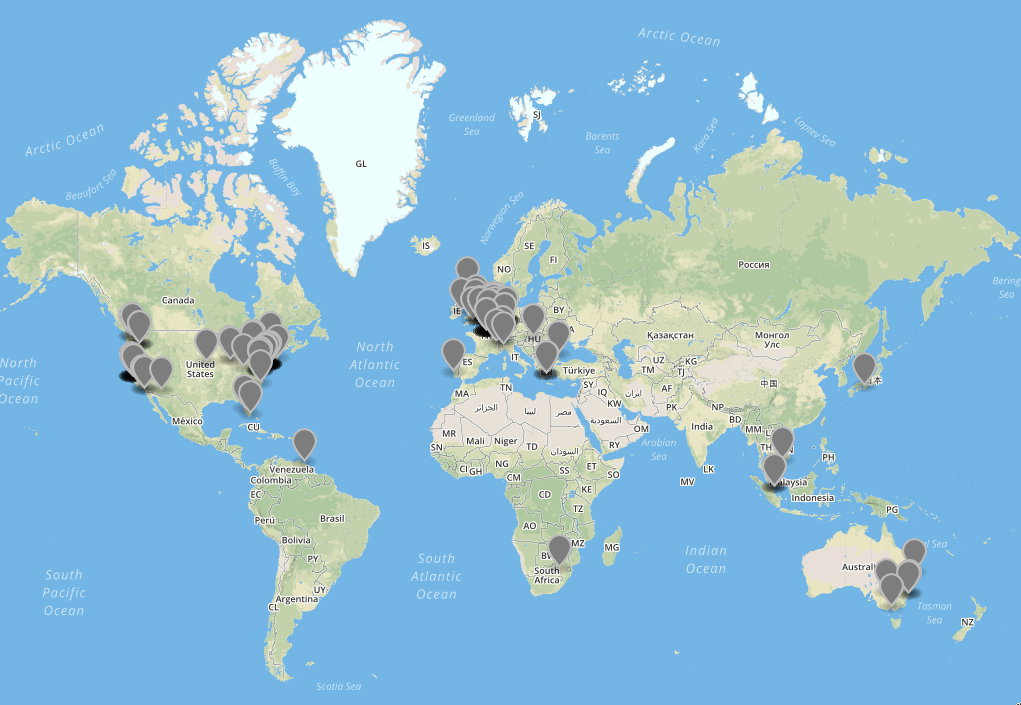 Arctic Ocean
Arctic Ocean
Greenland
Sea
SJ
Barents
Sea
Kara Sea
Laptev Sea
Beaufort Sea
Baffin Bay
GL
Norwegian Sea
IS
SE
FI
NO
Россия
Bering
Sea
Canada
IE
BY
HU
North
Pacific
Ocean
United
States
North
Atlantic
Ocean
ES
IT
Türkiye
Қазақстан
Монгол
Улс
UZ
KG
TM
TJ
中国
日本
México
CU
MA
TN
الجزائر
ليبيا
مصر
SY
IQ
ایران
AF
KW
السعودية
PK
NP
BD
India
MM
TH
PH
MR
Mali
Niger
TD
السودان
OM
RY
Arabian
Sea
SN
CI
GH
NG
CM
SS
ET
SO
LK
MV
Malaysia
Indonesia
PG
Venezuela
Colombia
EC
Perú
Brasil
Bolivia
PY
UY
Argentina
CL
CD
KE
TZ
AO
MZ
MG
South
Africa
South
Pacific
Ocean
South
Atlantic
Ocean
Indian
Ocean
Tasman
Sea
NZ
Scotia Sea